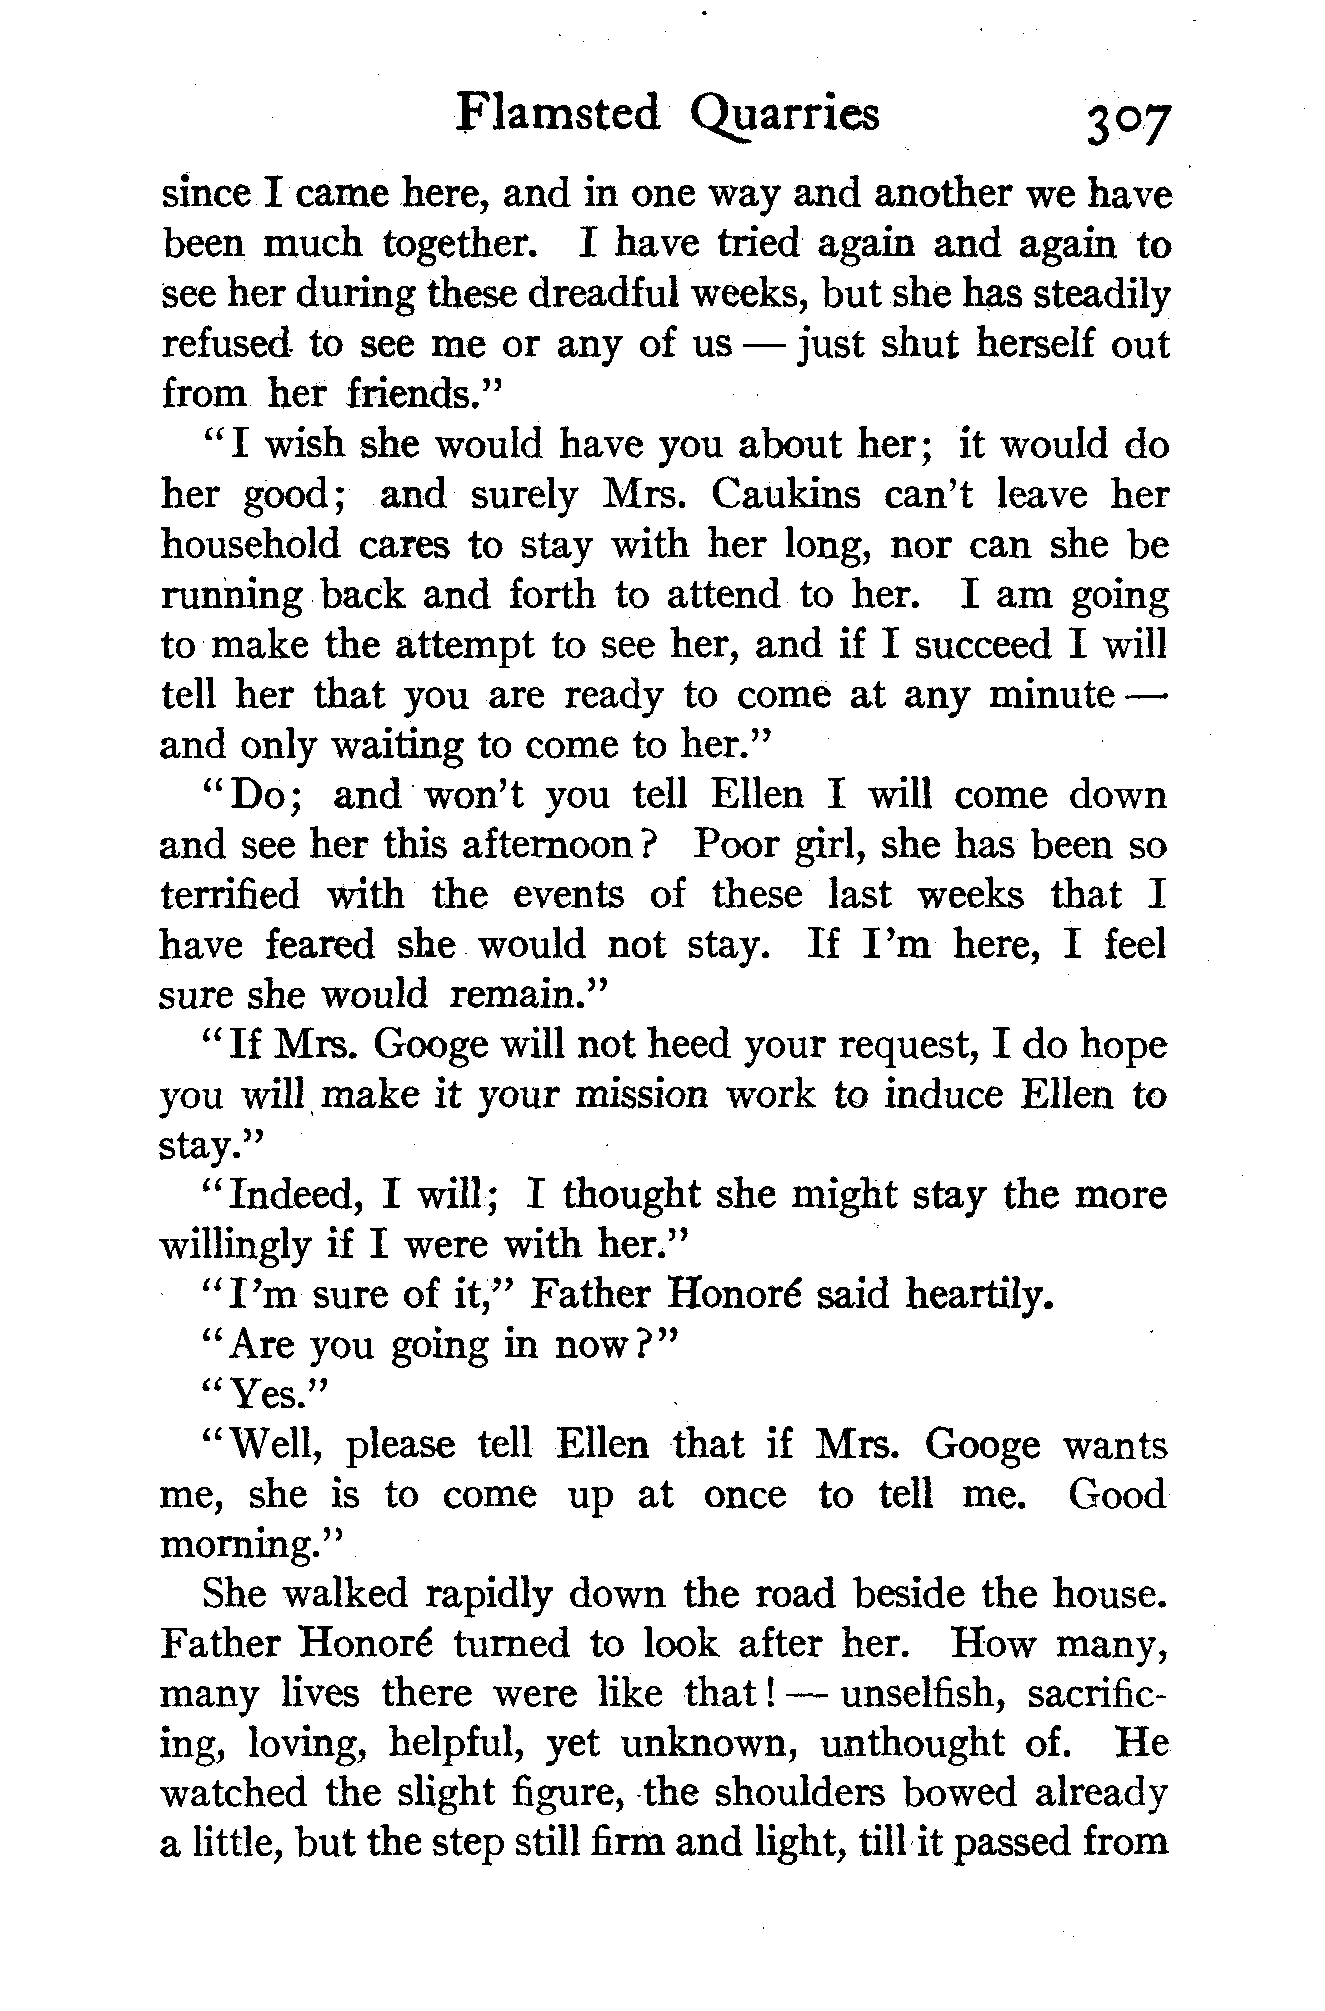 Flamsted Quarries 307
since I came here, and in one way and another we have
been much together. I have tried again and again to
see her during these dreadful weeks, but she has steadily
refused to see me or any of us — just shut herself out
from her friends."
"I wish she would have you about her; it would do
her good; and surely Mrs. Caukins can't leave her
household cares to stay with her long, nor can she be
running back and forth to attend to her. I am going
to make the attempt to see her, and if I succeed I will
tell her that you are ready to come at any minute —
and only waiting to come to her."
"Do; and won't you tell Ellen I will come down
and see her this afternoon? Poor girl, she has been so
terrified with the events of these last weeks that I
have feared she would not stay. If I'm here, I feel
sure she would remain."
"If Mrs. Googe will not heed your request, I do hope
you will make it your mission work to induce Ellen to
stay."
"Indeed, I will; I thought she might stay the more
willingly if I were with her."
"I'm sure of it," Father Honoré said heartily.
"Are you going in now?"
"Yes."
"Well, please tell Ellen that if Mrs. Googe wants
me, she is to come up at once to tell me. Good
morning."
She walked rapidly down the road beside the house.
Father Honoré turned to look after her. How many,
many lives there were like that! — unselfish, sacrific-
ing, loving, helpful, yet unknown, unthought of. He
watched the slight figure, the shoulders bowed already
a little, but the step still firm and light, till it passed from